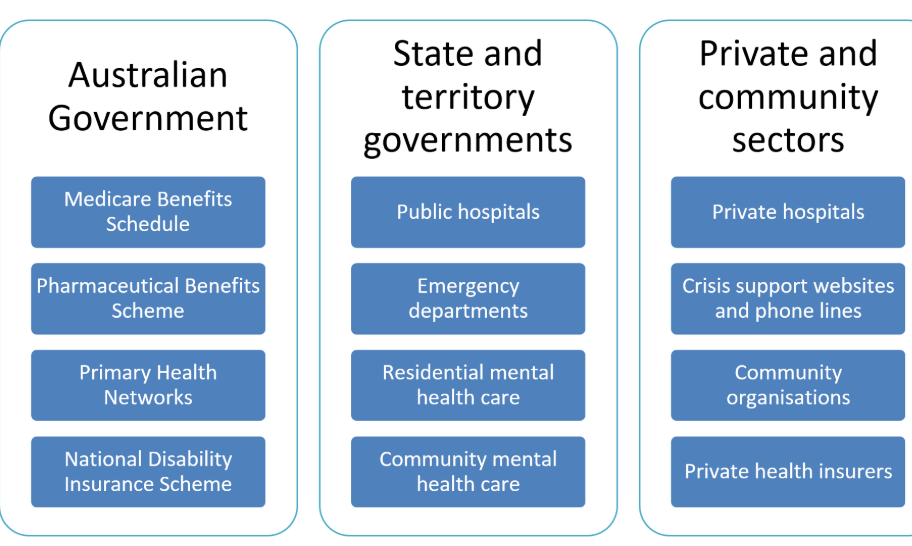 Australian
Government
Medicare Benefits
Schedule
Pharmaceutical Benefits
Scheme
Primary Health
Networks
National Disability
Insurance Scheme
State and
territory
governments
Public hospitals
Emergency
departments
Residential mental
health care
Community mental
health care
Private and
community
sectors
Private hospitals
Crisis support websites
and phone lines
Community
organisations
Private health insurers